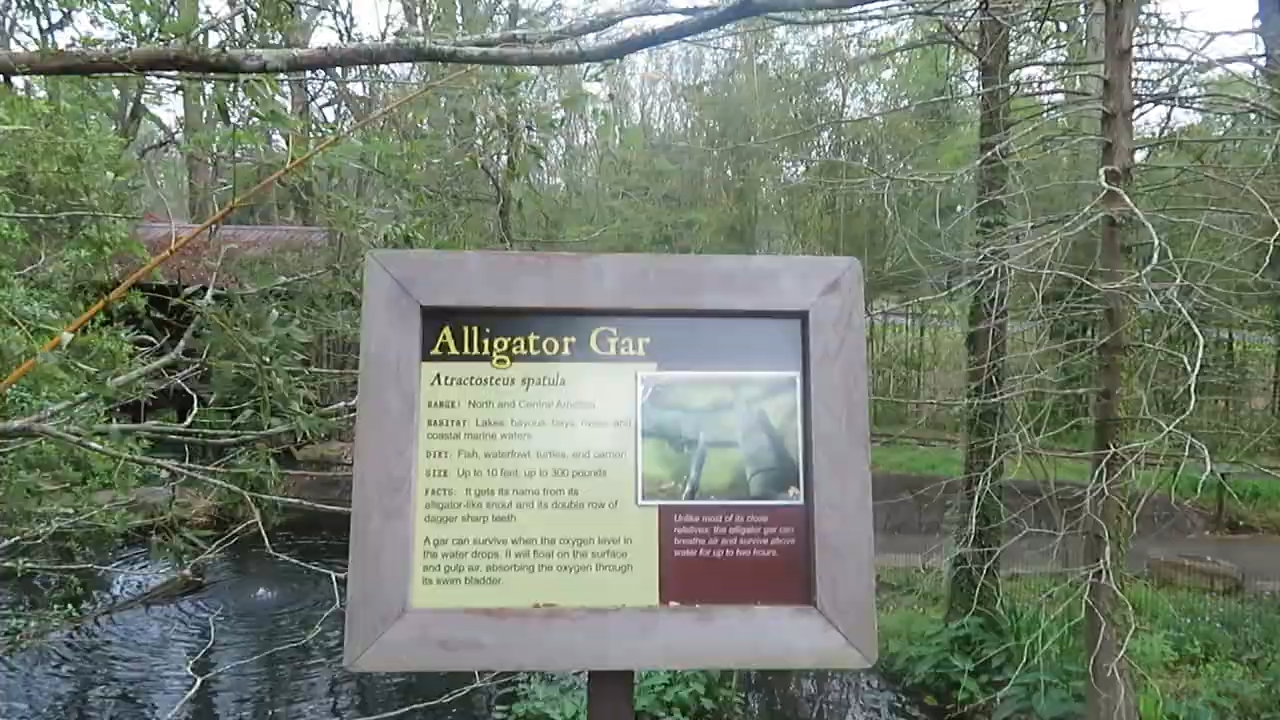 Alligator Gar
Atractosteus spatula
RANGE: North and Central America
HABITAT: Lakes, bayous, bays, rivers and
coastal marine waters
DIET: Fish, waterfowl, turtles, and carrion
SIZE: Up to 10 feet, up to 300 pounds
FACTS: It gets its name from its
alligator-like snout and its double row of
dagger sharp teeth.
A gar can survive when the oxygen level in
the water drops. It will float on the surface
and gulp air, absorbing the oxygen through
its swim bladder.
Unlike most of its close
relatives, the alligator gar can
breathe air and survive above
water for up to two hours.